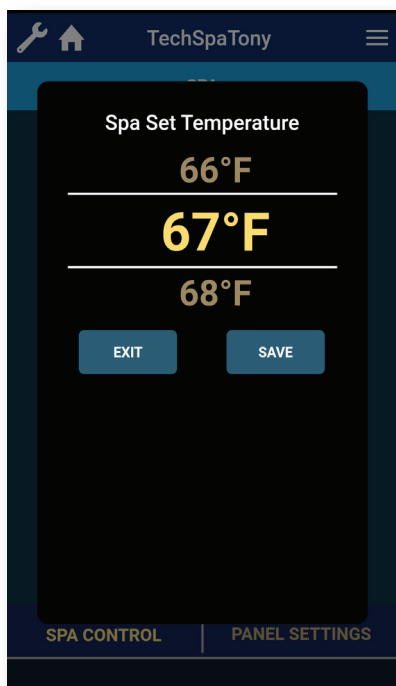 TechSpaTony
Spa Set Temperature
66°F
67°F
68°F
EXIT SAVE
SPA CONTROL PANEL SETTINGS